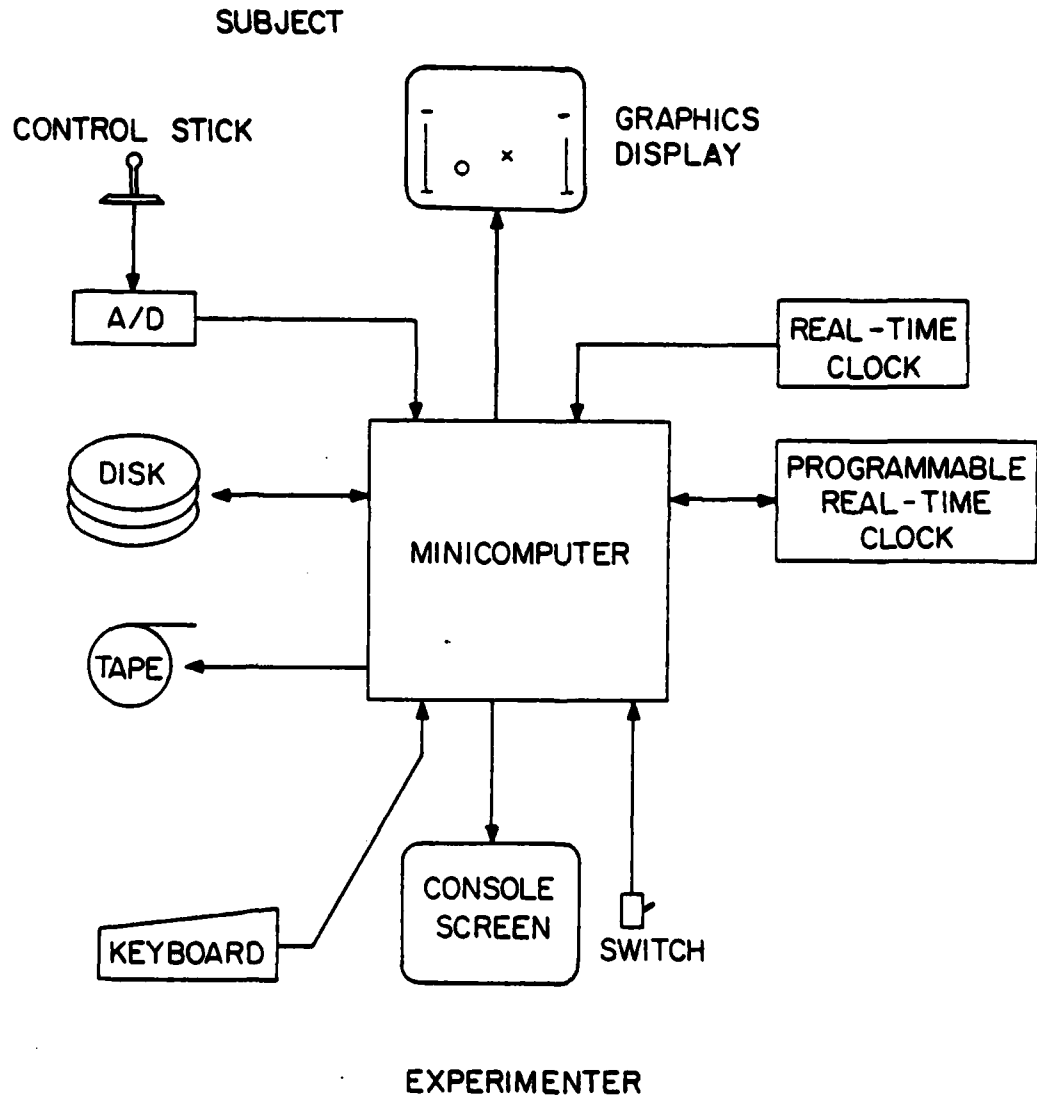 SUBJECT
CONTROL STICK
GRAPHICS
DISPLAY
A/D
REAL-TIME
CLOCK
DISK
PROGRAMMABLE
REAL-TIME
CLOCK
MINICOMPUTER
TAPE
CONSOLE
SCREEN
KEYBOARD
SWITCH
EXPERIMENTER